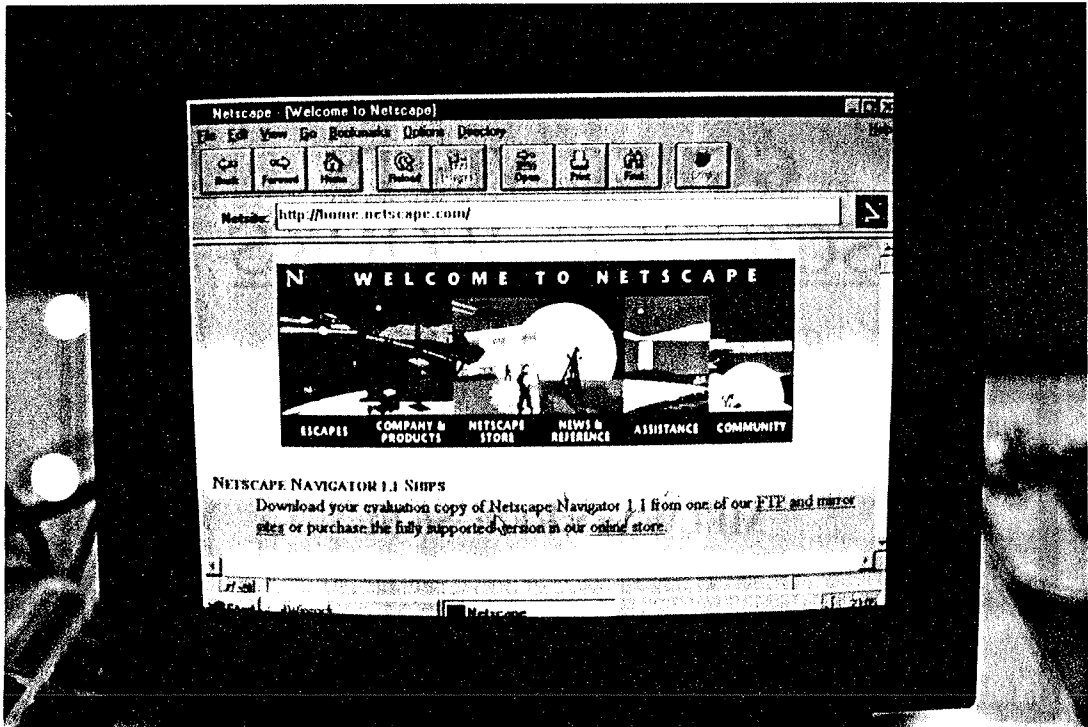 Netscape - [Welcome to Netscape]
File Edit View Go Bookmarks Options Directory Help
Back Forward Home Reload Open Print Find
Netsite: http://home.netscape.com/
N WELCOME TO NETSCAPE
ESCAPES COMPANY & PRODUCTS NETSCAPE STORE NEWS & REFERENCE ASSISTANCE COMMUNITY
NETSCAPE NAVIGATOR 1.1 SHIPS
Download your evaluation copy of Netscape Navigator 1.1 from one of our FTP and mirror
sites or purchase the fully supported version in our online store.
Start Netscape